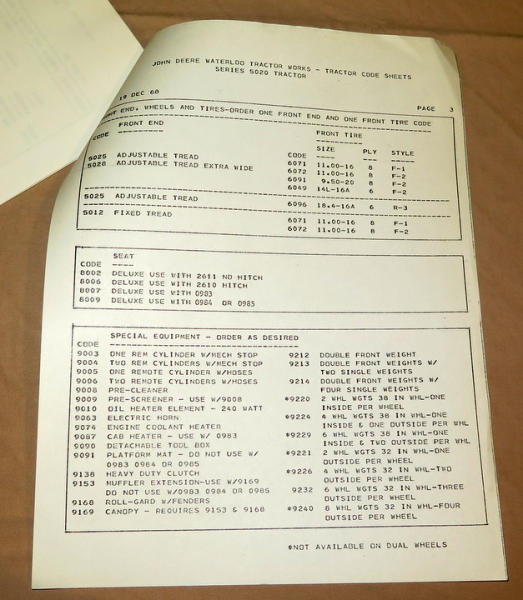 JOHN DEERE WATERLOO TRACTOR WORKS - TRACTOR CODE SHEETS
SERIES 5020 TRACTOR
19 DEC 68 PAGE 3
FRONT END, WHEELS AND TIRES-ORDER ONE FRONT END AND ONE FRONT TIRE CODE
FRONT END FRONT TIRE
CODE CODE SIZE PLY STYLE
5025 ADJUSTABLE TREAD 6071 11.00-16 8 F-1
5028 ADJUSTABLE TREAD EXTRA WIDE 6072 11.00-16 8 F-2
6091 9.50-20 8 F-2
6049 14L-16A 6 F-2
5025 ADJUSTABLE TREAD 6096 18.4-16A 6 R-3
5012 FIXED TREAD 6071 11.00-16 8 F-1
6072 11.00-16 8 F-2
SEAT
CODE
8002 DELUXE USE WITH 2611 NO HITCH
8006 DELUXE USE WITH 2610 HITCH
8007 DELUXE USE WITH 0983
8009 DELUXE USE WITH 0984 OR 0985
SPECIAL EQUIPMENT - ORDER AS DESIRED
CODE
9003 ONE REM CYLINDER W/MECH STOP 9212 DOUBLE FRONT WEIGHT
9004 TWO REM CYLINDERS W/MECH STOP 9213 DOUBLE FRONT WEIGHTS W/
9005 ONE REMOTE CYLINDER W/HOSES TWO SINGLE WEIGHTS
9006 TWO REMOTE CYLINDERS W/HOSES 9214 DOUBLE FRONT WEIGHTS W/
9008 PRE-CLEANER FOUR SINGLE WEIGHTS
9009 PRE-SCREENER - USE W/9008 *9220 2 WHL WGTS 38 IN WHL-ONE
9010 OIL HEATER ELEMENT - 240 WATT INSIDE PER WHEEL
9063 ELECTRIC HORN *9224 4 WHL WGTS 38 IN WHL-ONE
9074 ENGINE COOLANT HEATER INSIDE & ONE OUTSIDE PER WHL
9087 CAB HEATER - USE W/ 0983 *9229 6 WHL WGTS 38 IN WHL-ONE
9090 DETACHABLE TOOL BOX INSIDE & TWO OUTSIDE PER WHL
9091 PLATFORM MAT - DO NOT USE W/ *9221 2 WHL WGTS 32 IN WHL-ONE
0983 0984 OR 0985 OUTSIDE PER WHEEL
9138 HEAVY DUTY CLUTCH *9226 4 WHL WGTS 32 IN WHL-TWO
9153 MUFFLER EXTENSION-USE W/9169 OUTSIDE PER WHEEL
DO NOT USE W/0983 0984 OR 0985 9232 6 WHL WGTS 32 IN WHL-THREE
9168 ROLL-GARD W/FENDERS OUTSIDE PER WHEEL
9169 CANOPY - REQUIRES 9153 & 9168 *9240 8 WHL WGTS 32 IN WHL-FOUR
OUTSIDE PER WHEEL
*NOT AVAILABLE ON DUAL WHEELS